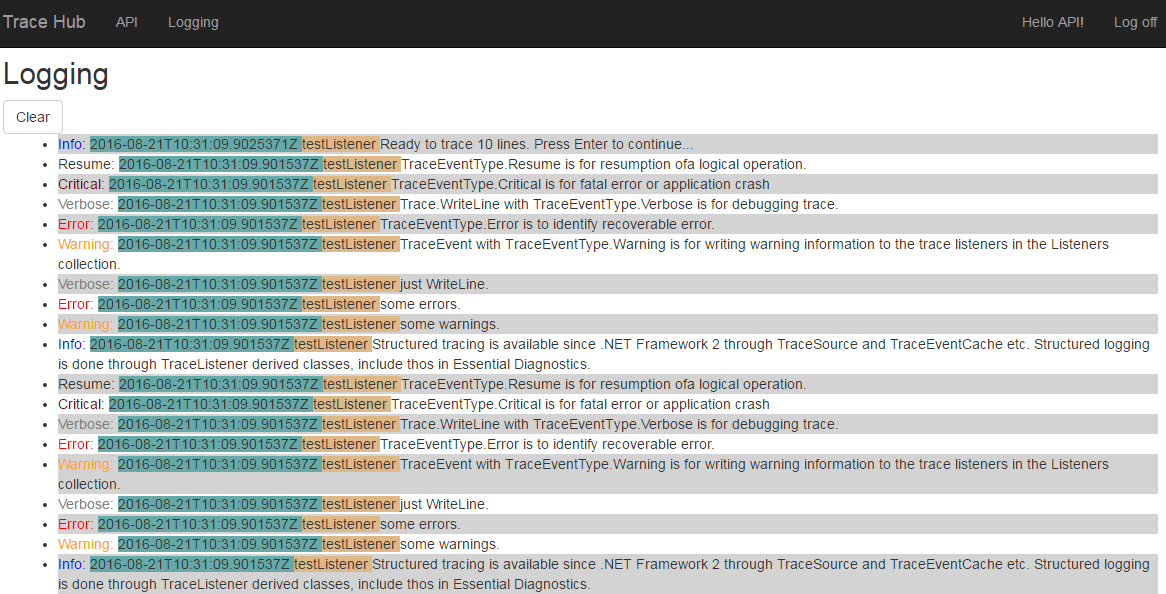 Trace Hub API Logging Hello API! Log off
Logging
Clear
Info: 2016-08-21T10:31:09.9025371Z testListener Ready to trace 10 lines. Press Enter to continue...
Resume: 2016-08-21T10:31:09.901537Z testListener TraceEventType.Resume is for resumption ofa logical operation.
Critical: 2016-08-21T10:31:09.901537Z testListener TraceEventType.Critical is for fatal error or application crash
Verbose: 2016-08-21T10:31:09.901537Z testListener Trace.WriteLine with TraceEventType.Verbose is for debugging trace.
Error: 2016-08-21T10:31:09.901537Z testListener TraceEventType.Error is to identify recoverable error.
Warning: 2016-08-21T10:31:09.901537Z testListener TraceEvent with TraceEventType.Warning is for writing warning information to the trace listeners in the Listeners
collection.
Verbose: 2016-08-21T10:31:09.901537Z testListener just WriteLine.
Error: 2016-08-21T10:31:09.901537Z testListener some errors.
Warning: 2016-08-21T10:31:09.901537Z testListener some warnings.
Info: 2016-08-21T10:31:09.901537Z testListener Structured tracing is available since .NET Framework 2 through TraceSource and TraceEventCache etc. Structured logging
is done through TraceListener derived classes, include thos in Essential Diagnostics.
Resume: 2016-08-21T10:31:09.901537Z testListener TraceEventType.Resume is for resumption ofa logical operation.
Critical: 2016-08-21T10:31:09.901537Z testListener TraceEventType.Critical is for fatal error or application crash
Verbose: 2016-08-21T10:31:09.901537Z testListener Trace.WriteLine with TraceEventType.Verbose is for debugging trace.
Error: 2016-08-21T10:31:09.901537Z testListener TraceEventType.Error is to identify recoverable error.
Warning: 2016-08-21T10:31:09.901537Z testListener TraceEvent with TraceEventType.Warning is for writing warning information to the trace listeners in the Listeners
collection.
Verbose: 2016-08-21T10:31:09.901537Z testListener just WriteLine.
Error: 2016-08-21T10:31:09.901537Z testListener some errors.
Warning: 2016-08-21T10:31:09.901537Z testListener some warnings.
Info: 2016-08-21T10:31:09.901537Z testListener Structured tracing is available since .NET Framework 2 through TraceSource and TraceEventCache etc. Structured logging
is done through TraceListener derived classes, include thos in Essential Diagnostics.